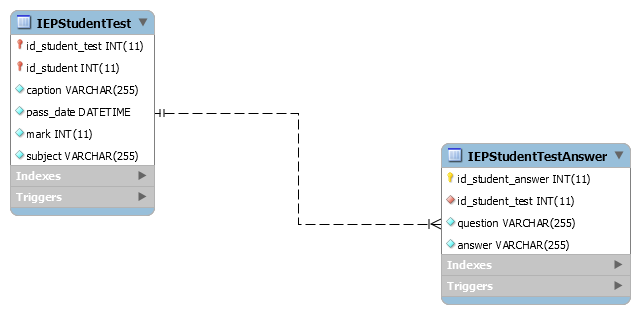 IEPStudentTest
id_student_test INT(11)
id_student INT(11)
caption VARCHAR(255)
pass_date DATETIME
mark INT(11)
subject VARCHAR(255)
Indexes
Triggers
IEPStudentTestAnswer
id_student_answer INT(11)
id_student_test INT(11)
question VARCHAR(255)
answer VARCHAR(255)
Indexes
Triggers